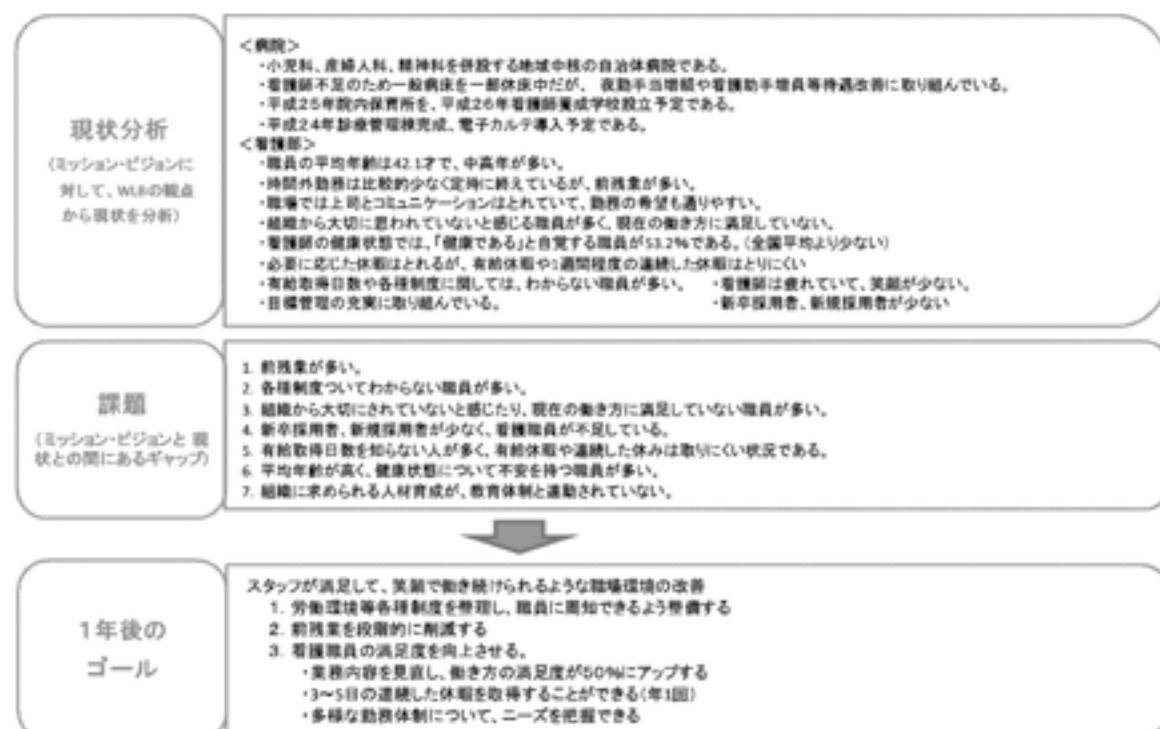 現状分析
(ミッション・ビジョンに
対して、WLBの観点
から現状を分析)
<病院>
・小児科、産婦人科、精神科を併設する地域中核の自治体病院である。
・看護師不足のため一般病床を一部休床中だが、 夜勤手当増額や看護助手増員等待遇改善に取り組んでいる。
・平成25年院内保育所を、平成26年看護師養成学校設立予定である。
・平成24年診療管理棟完成、電子カルテ導入予定である。
<看護部>
・職員の平均年齢は42.1才で、中高年が多い。
・時間外勤務は比較的少なく定時に終えているが、前残業が多い。
・職場では上司とコミュニケーションはとれていて、勤務の希望も通りやすい。
・組織から大切に思われていないと感じる職員が多く、現在の働き方に満足していない。
・看護師の健康状態では、「健康である」と自覚する職員が53.2%である。(全国平均より少ない)
・必要に応じた休暇はとれるが、有給休暇や1週間程度の連続した休暇はとりにくい
・有給取得日数や各種制度に関しては、わからない職員が多い。 ・看護師は疲れていて、笑顔が少ない。
・目標管理の充実に取り組んでいる。 ・新卒採用者、新規採用者が少ない
課題
(ミッション・ビジョンと 現
状との間にあるギャップ)
1. 前残業が多い。
2. 各種制度ついてわからない職員が多い。
3. 組織から大切にされていないと感じたり、現在の働き方に満足していない職員が多い。
4. 新卒採用者、新規採用者が少なく、看護職員が不足している。
5. 有給取得日数を知らない人が多く、有給休暇や連続した休みは取りにくい状況である。
6. 平均年齢が高く、健康状態について不安を持つ職員が多い。
7. 組織に求められる人材育成が、教育体制と連動されていない。
1年後の
ゴール
スタッフが満足して、笑顔で働き続けられるような職場環境の改善
1. 労働環境等各種制度を整理し、職員に周知できるよう整備する
2. 前残業を段階的に削減する
3. 看護職員の満足度を向上させる。
・業務内容を見直し、働き方の満足度が50%にアップする
・3~5日の連続した休暇を取得することができる(年1回)
・多様な勤務体制について、ニーズを把握できる